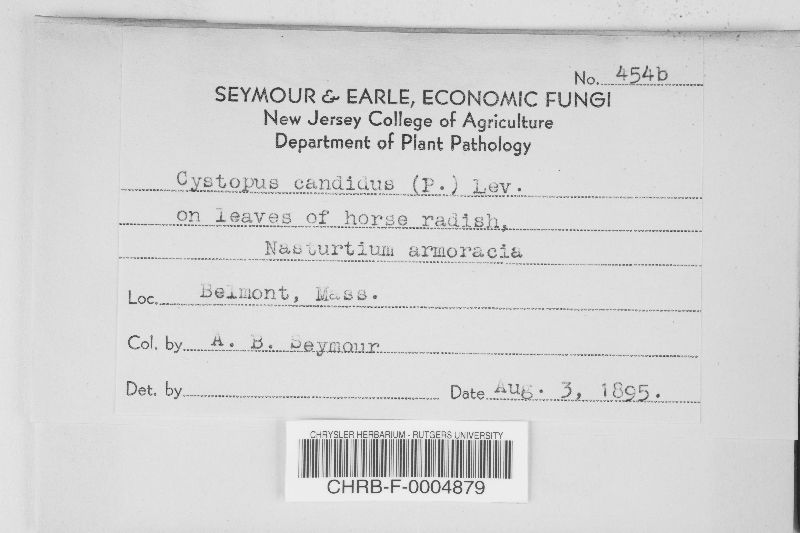 No. 454b
SEYMOUR & EARLE, ECONOMIC FUNGI
New Jersey College of Agriculture
Department of Plant Pathology
Cystopus candidus (P.) Lev.
on leaves of horse radish,
Nasturtium armoracia
Loc. Belmont, Mass.
Col. by A. B. Seymour
Det. by
Date Aug. 3, 1895.
CHRYSLER HERBARIUM - RUTGERS UNIVERSITY
CHRB-F-0004879